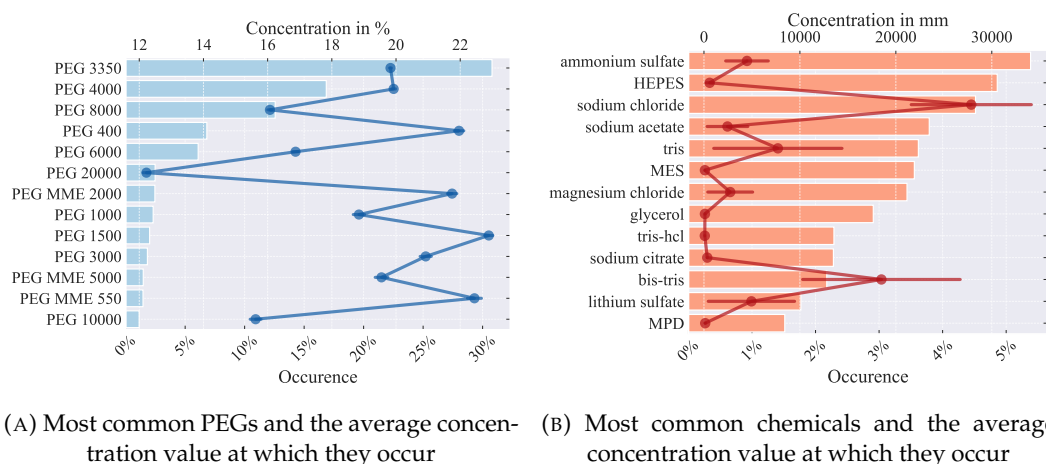 Concentration in %
12 14 16 18 20 22
PEG 3350
PEG 4000
PEG 8000
PEG 400
PEG 6000
PEG 20000
PEG MME 2000
PEG 1000
PEG 1500
PEG 3000
PEG MME 5000
PEG MME 550
PEG 10000
0% 5% 10% 15% 20% 25% 30%
Occurence
(A) Most common PEGs and the average concen-
tration value at which they occur
Concentration in mm
0 10000 20000 30000
ammonium sulfate
HEPES
sodium chloride
sodium acetate
tris
MES
magnesium chloride
glycerol
tris-hcl
sodium citrate
bis-tris
lithium sulfate
MPD
0% 1% 2% 3% 4% 5%
Occurence
(B) Most common chemicals and the average
concentration value at which they occur